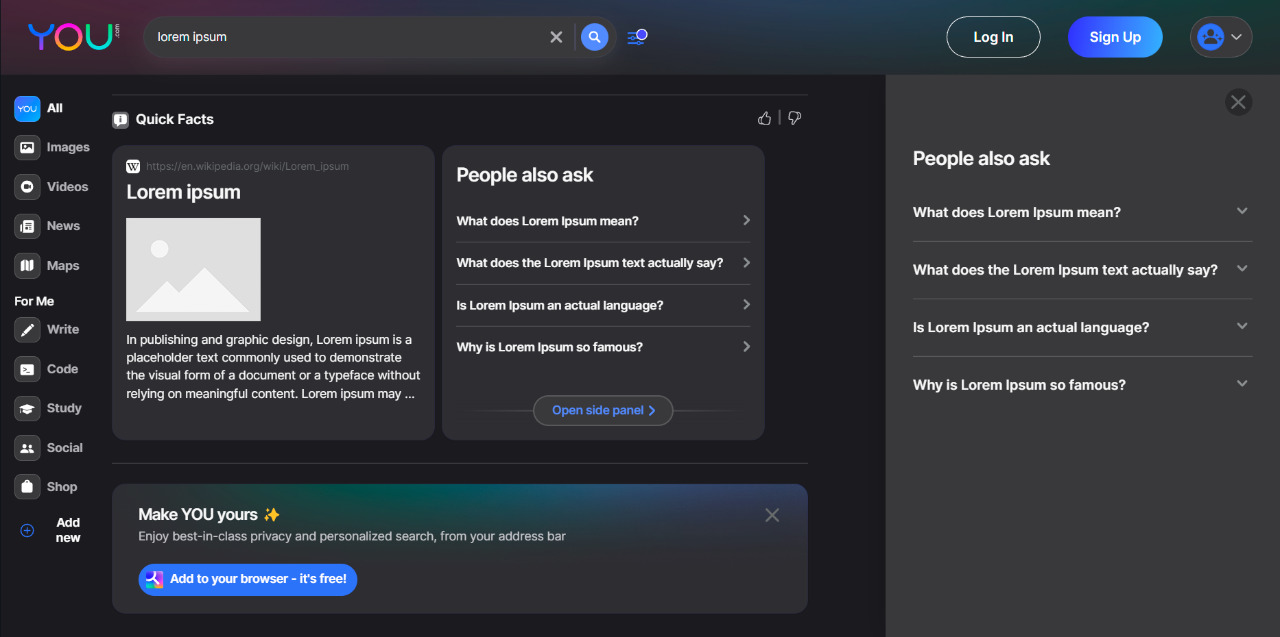 YOU.com
lorem ipsum
Log In
Sign Up
YOU
All
Images
Videos
News
Maps
For Me
Write
Code
Study
Social
Shop
Add
new
Quick Facts
W
https://en.wikipedia.org/wiki/Lorem_ipsum
Lorem ipsum
In publishing and graphic design, Lorem ipsum is a
placeholder text commonly used to demonstrate
the visual form of a document or a typeface without
relying on meaningful content. Lorem ipsum may ...
People also ask
What does Lorem Ipsum mean?
What does the Lorem Ipsum text actually say?
Is Lorem Ipsum an actual language?
Why is Lorem Ipsum so famous?
Open side panel
Make YOU yours ✨
Enjoy best-in-class privacy and personalized search, from your address bar
Add to your browser - it's free!
People also ask
What does Lorem Ipsum mean?
What does the Lorem Ipsum text actually say?
Is Lorem Ipsum an actual language?
Why is Lorem Ipsum so famous?